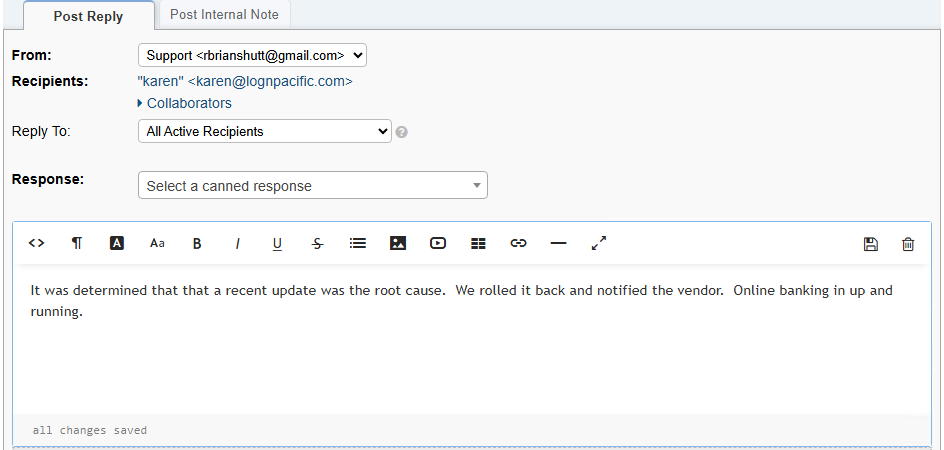 Post Reply
Post Internal Note
From:
Support <rbrianshutt@gmail.com>
Recipients:
"karen" <karen@lognpacific.com>
Collaborators
Reply To:
All Active Recipients
?
Response:
Select a canned response
<> ¶ A Aa B I U S
It was determined that that a recent update was the root cause.  We rolled it back and notified the vendor.  Online banking in up and
running.
all changes saved